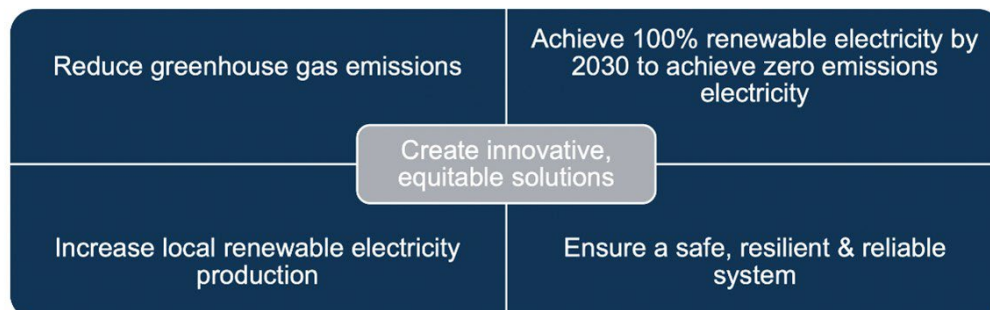 Reduce greenhouse gas emissions
Achieve 100% renewable electricity by
2030 to achieve zero emissions
electricity
Create innovative,
equitable solutions
Increase local renewable electricity
production
Ensure a safe, resilient & reliable
system